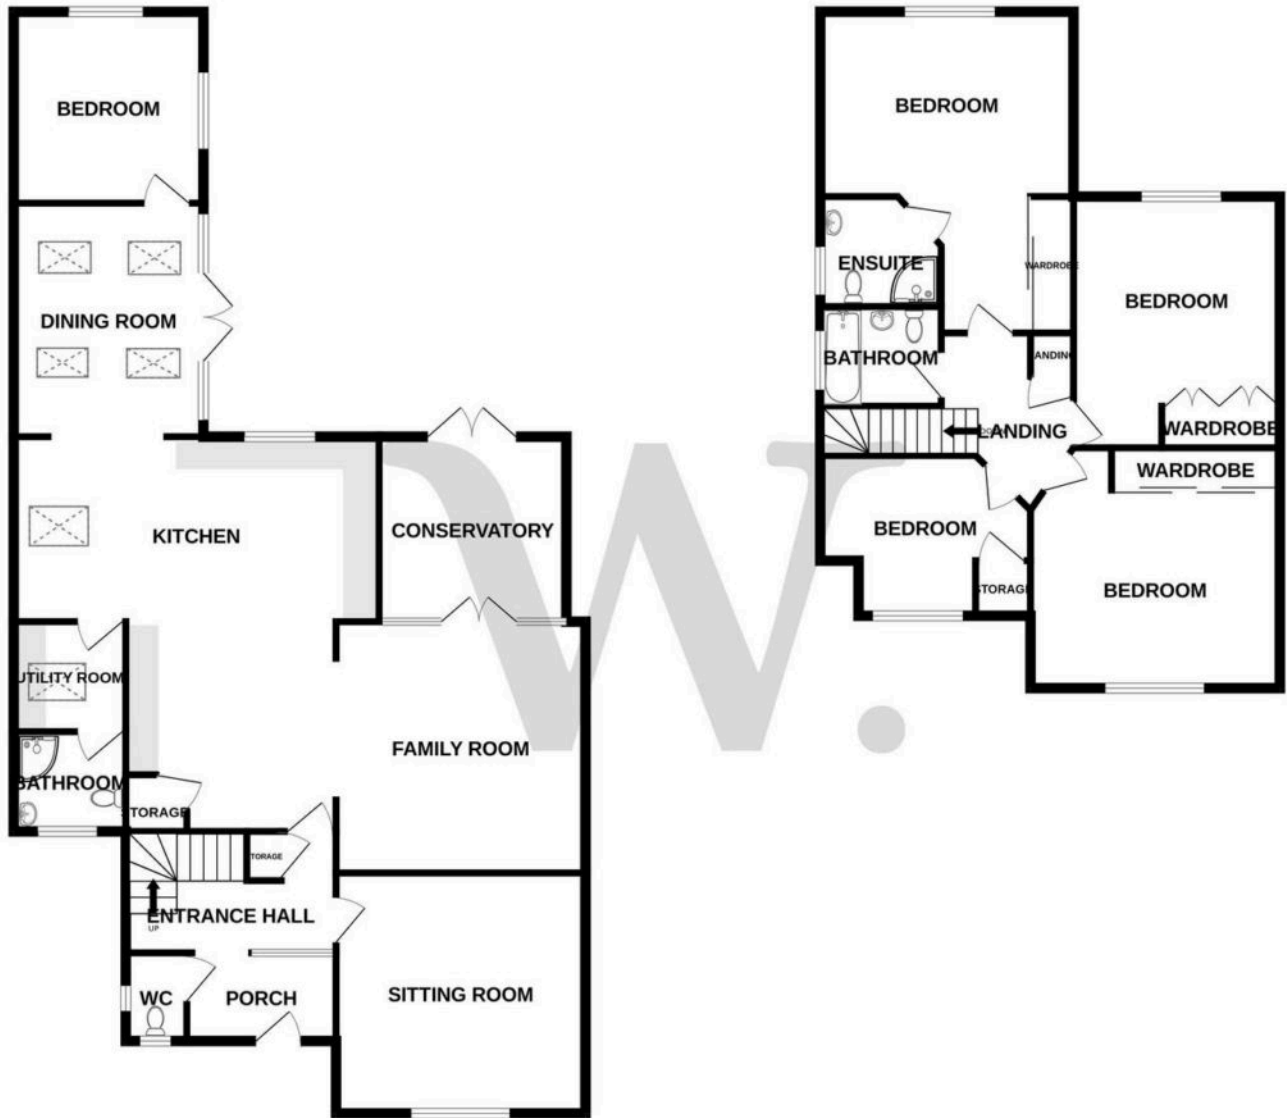 BEDROOM
DINING ROOM
KITCHEN
CONSERVATORY
UTILITY ROOM
FAMILY ROOM
BATHROOM
STORAGE
TORAGE
ENTRANCE HALL
UP
WC
PORCH
SITTING ROOM
BEDROOM
ENSUITE
WARDROBE
BEDROOM
BATHROOM
LANDING
WARDROBE
LANDING
WARDROBE
BEDROOM
STORAGE
BEDROOM
W.